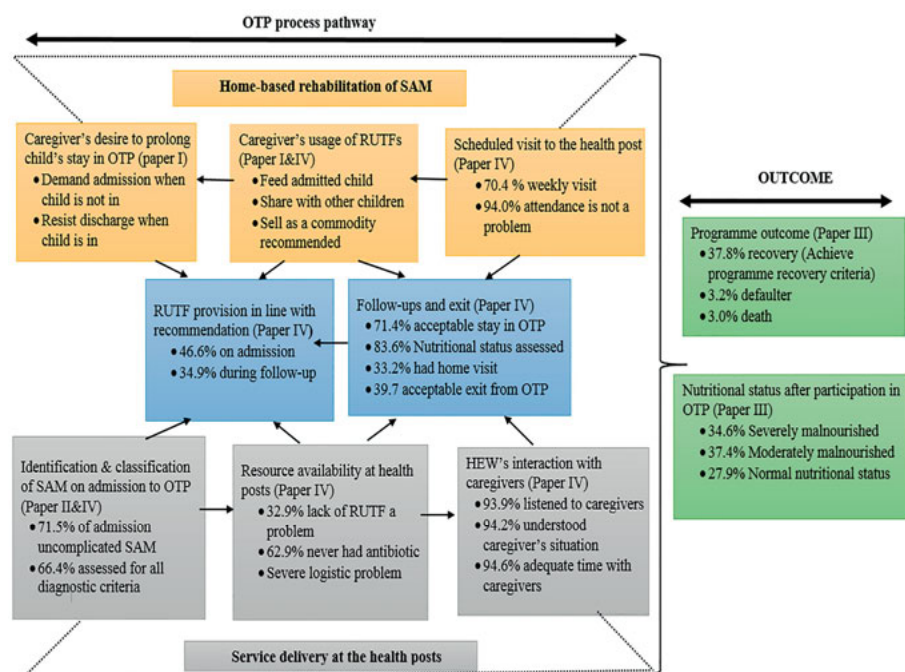 OTP process pathway
Home-based rehabilitation of SAM
Caregiver's desire to prolong
child's stay in OTP (paper I)
• Demand admission when
child is not in
• Resist discharge when
child is in
Caregiver's usage of RUTFs
(Paper I&IV)
• Feed admitted child
• Share with other children
• Sell as a commodity
recommended
Scheduled visit to the health post
(Paper IV)
• 70.4 % weekly visit
• 94.0% attendance is not a
problem
RUTF provision in line with
recommendation (Paper IV)
• 46.6% on admission
• 34.9% during follow-up
Follow-ups and exit (Paper IV)
• 71.4% acceptable stay in OTP
• 83.6% Nutritional status assessed
• 33.2% had home visit
• 39.7 acceptable exit from OTP
Identification & classification
of SAM on admission to OTP
(Paper II&IV)
• 71.5% of admission
uncomplicated SAM
• 66.4% assessed for all
diagnostic criteria
Resource availability at health
posts (Paper IV)
• 32.9% lack of RUTF a
problem
• 62.9% never had antibiotic
• Severe logistic problem
HEW's interaction with
caregivers (Paper IV)
• 93.9% listened to caregivers
• 94.2% understood
caregiver's situation
• 94.6% adequate time with
caregivers
Service delivery at the health posts
OUTCOME
Programme outcome (Paper III)
• 37.8% recovery (Achieve
programme recovery criteria)
• 3.2% defaulter
• 3.0% death
Nutritional status after participation in
OTP (Paper III)
• 34.6% Severely malnourished
• 37.4% Moderately malnourished
• 27.9% Normal nutritional status